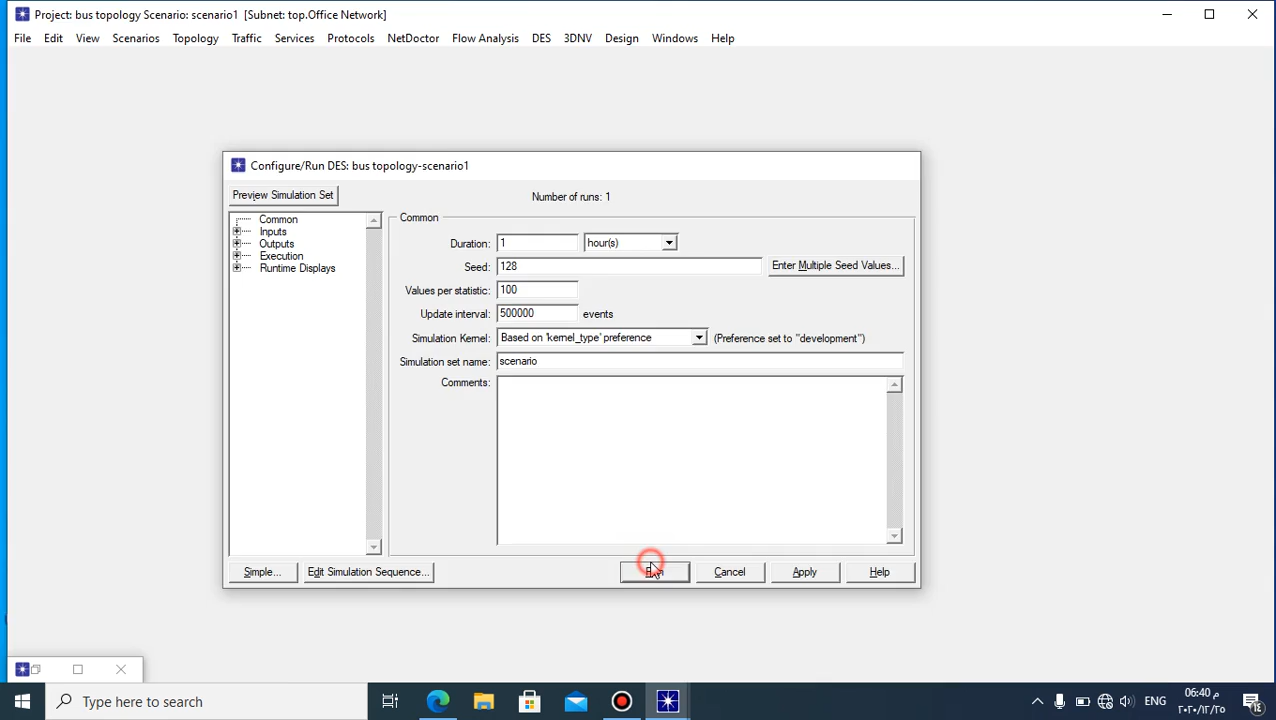 Project: bus topology Scenario: scenario1 [Subnet: top.Office Network]
File Edit View Scenarios Topology Traffic Services Protocols NetDoctor Flow Analysis DES 3DNV Design Windows Help
Configure/Run DES: bus topology-scenario1
Preview Simulation Set
Number of runs: 1
Common
Inputs
Outputs
Execution
Runtime Displays
Common
Duration: 1 hour(s)
Seed: 128 Enter Multiple Seed Values...
Values per statistic: 100
Update interval: 500000 events
Simulation Kernel: Based on 'kernel_type' preference (Preference set to "development")
Simulation set name: scenario
Comments:
Simple... Edit Simulation Sequence... Run Cancel Apply Help
Type here to search
ENG
06:40 م
٢٠٢٠/١٢/٢٥